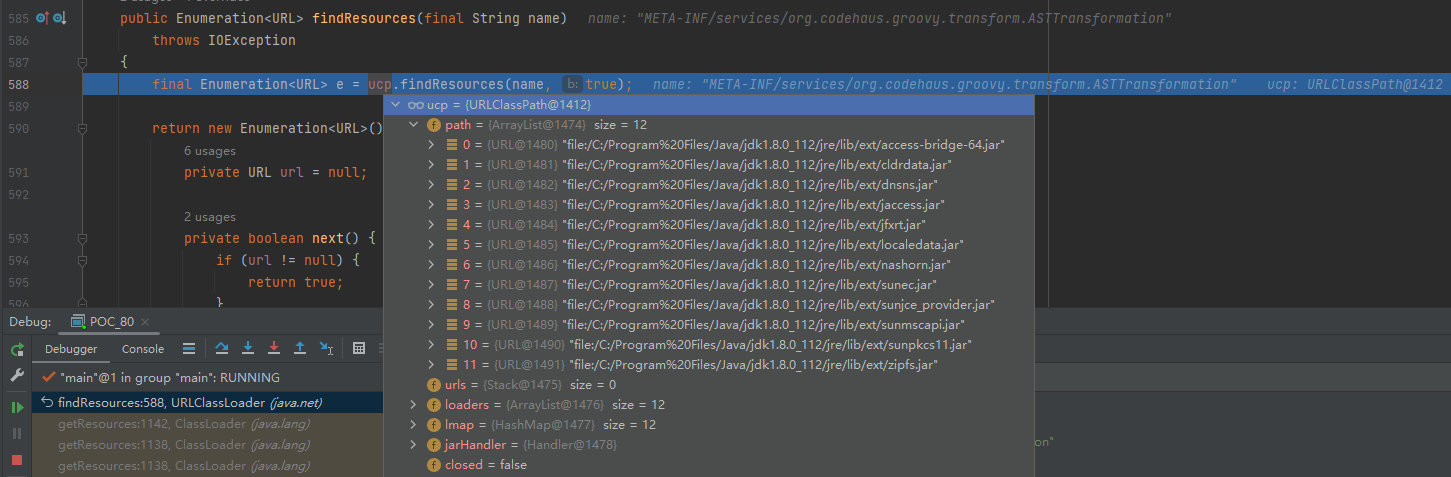 2 usages 4 overrides
585 public Enumeration<URL> findResources(final String name) name: "META-INF/services/org.codehaus.groovy.transform.ASTTransformation"
586 throws IOException
587 {
588 final Enumeration<URL> e = ucp.findResources(name, b: true); name: "META-INF/services/org.codehaus.groovy.transform.ASTTransformation" ucp: URLClassPath@1412
589
590 return new Enumeration<URL>()
6 usages
591 private URL url = null;
592
2 usages
593 private boolean next() {
594 if (url != null) {
595 return true;
596 }
ucp = {URLClassPath@1412}
path = {ArrayList@1474} size = 12
0 = {URL@1480} "file:/C:/Program%20Files/Java/jdk1.8.0_112/jre/lib/ext/access-bridge-64.jar"
1 = {URL@1481} "file:/C:/Program%20Files/Java/jdk1.8.0_112/jre/lib/ext/cldrdata.jar"
2 = {URL@1482} "file:/C:/Program%20Files/Java/jdk1.8.0_112/jre/lib/ext/dnsns.jar"
3 = {URL@1483} "file:/C:/Program%20Files/Java/jdk1.8.0_112/jre/lib/ext/jaccess.jar"
4 = {URL@1484} "file:/C:/Program%20Files/Java/jdk1.8.0_112/jre/lib/ext/jfxrt.jar"
5 = {URL@1485} "file:/C:/Program%20Files/Java/jdk1.8.0_112/jre/lib/ext/localedata.jar"
6 = {URL@1486} "file:/C:/Program%20Files/Java/jdk1.8.0_112/jre/lib/ext/nashorn.jar"
7 = {URL@1487} "file:/C:/Program%20Files/Java/jdk1.8.0_112/jre/lib/ext/sunec.jar"
8 = {URL@1488} "file:/C:/Program%20Files/Java/jdk1.8.0_112/jre/lib/ext/sunjce_provider.jar"
9 = {URL@1489} "file:/C:/Program%20Files/Java/jdk1.8.0_112/jre/lib/ext/sunmscapi.jar"
10 = {URL@1490} "file:/C:/Program%20Files/Java/jdk1.8.0_112/jre/lib/ext/sunpkcs11.jar"
11 = {URL@1491} "file:/C:/Program%20Files/Java/jdk1.8.0_112/jre/lib/ext/zipfs.jar"
urls = {Stack@1475} size = 0
loaders = {ArrayList@1476} size = 12
lmap = {HashMap@1477} size = 12
jarHandler = {Handler@1478}
closed = false
Debug: POC_80
Debugger Console
"main"@1 in group "main": RUNNING
findResources:588, URLClassLoader (java.net)
getResources:1142, ClassLoader (java.lang)
getResources:1138, ClassLoader (java.lang)
getResources:1138, ClassLoader (java.lang)
on"